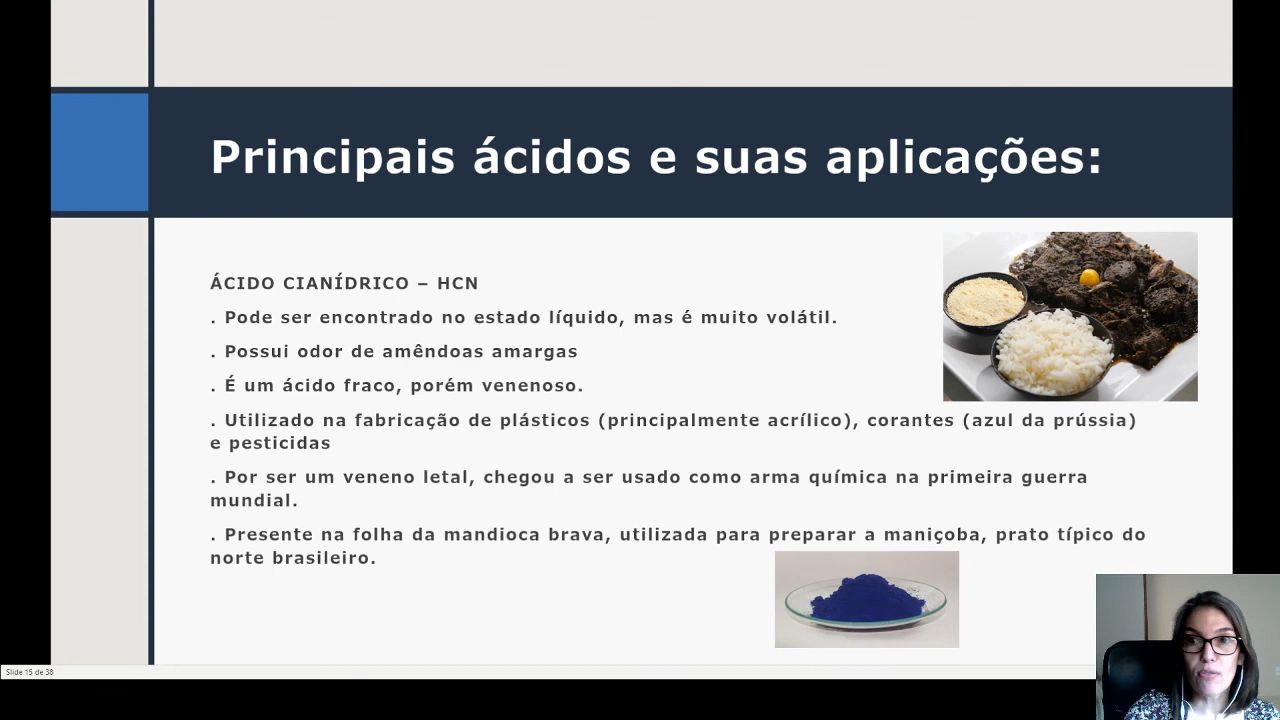 Principais ácidos e suas aplicações:
ÁCIDO CIANÍDRICO – HCN
. Pode ser encontrado no estado líquido, mas é muito volátil.
. Possui odor de amêndoas amargas
. É um ácido fraco, porém venenoso.
. Utilizado na fabricação de plásticos (principalmente acrílico), corantes (azul da prússia)
e pesticidas
. Por ser um veneno letal, chegou a ser usado como arma química na primeira guerra
mundial.
. Presente na folha da mandioca brava, utilizada para preparar a maniçoba, prato típico do
norte brasileiro.
Slide 15 de 38